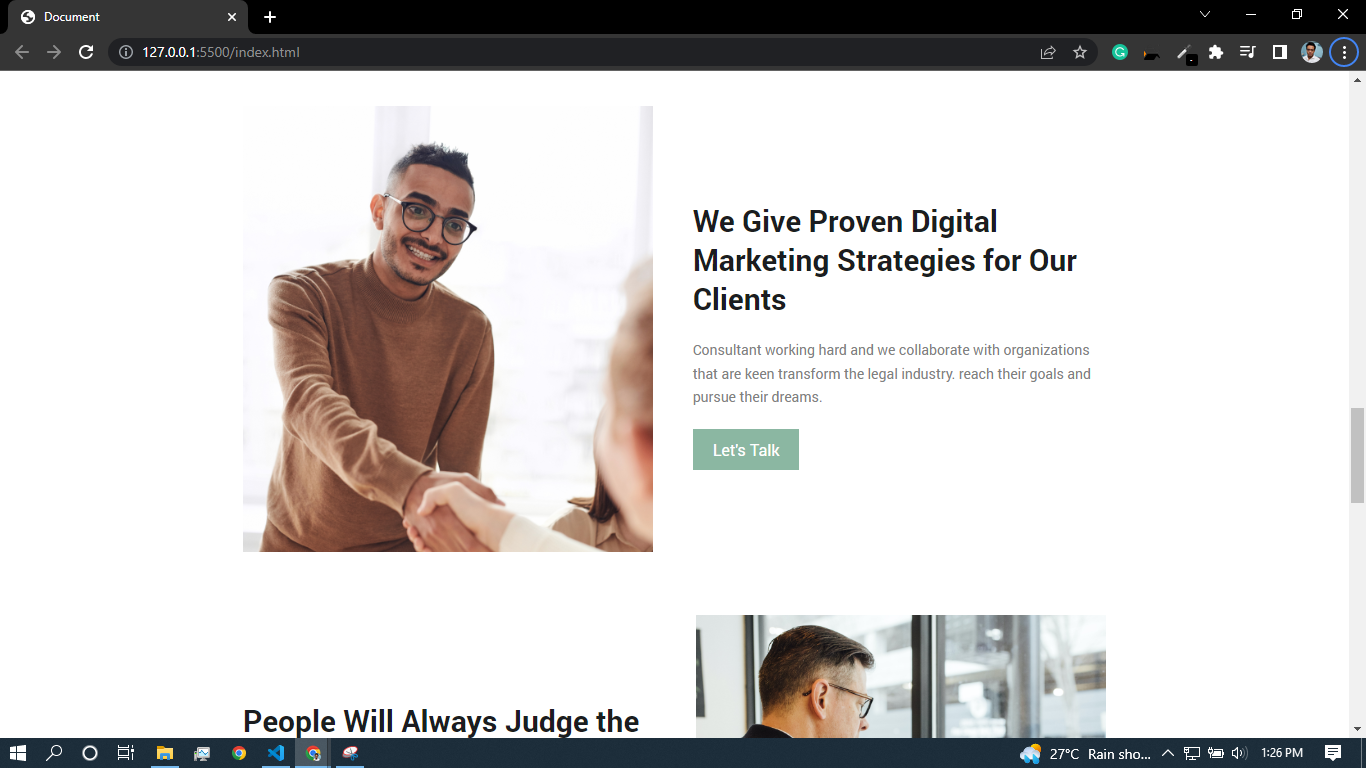 Document
127.0.0.1:5500/index.html
We Give Proven Digital
Marketing Strategies for Our
Clients
Consultant working hard and we collaborate with organizations
that are keen transform the legal industry. reach their goals and
pursue their dreams.
Let's Talk
People Will Always Judge the
27°C Rain sho... 1:26 PM